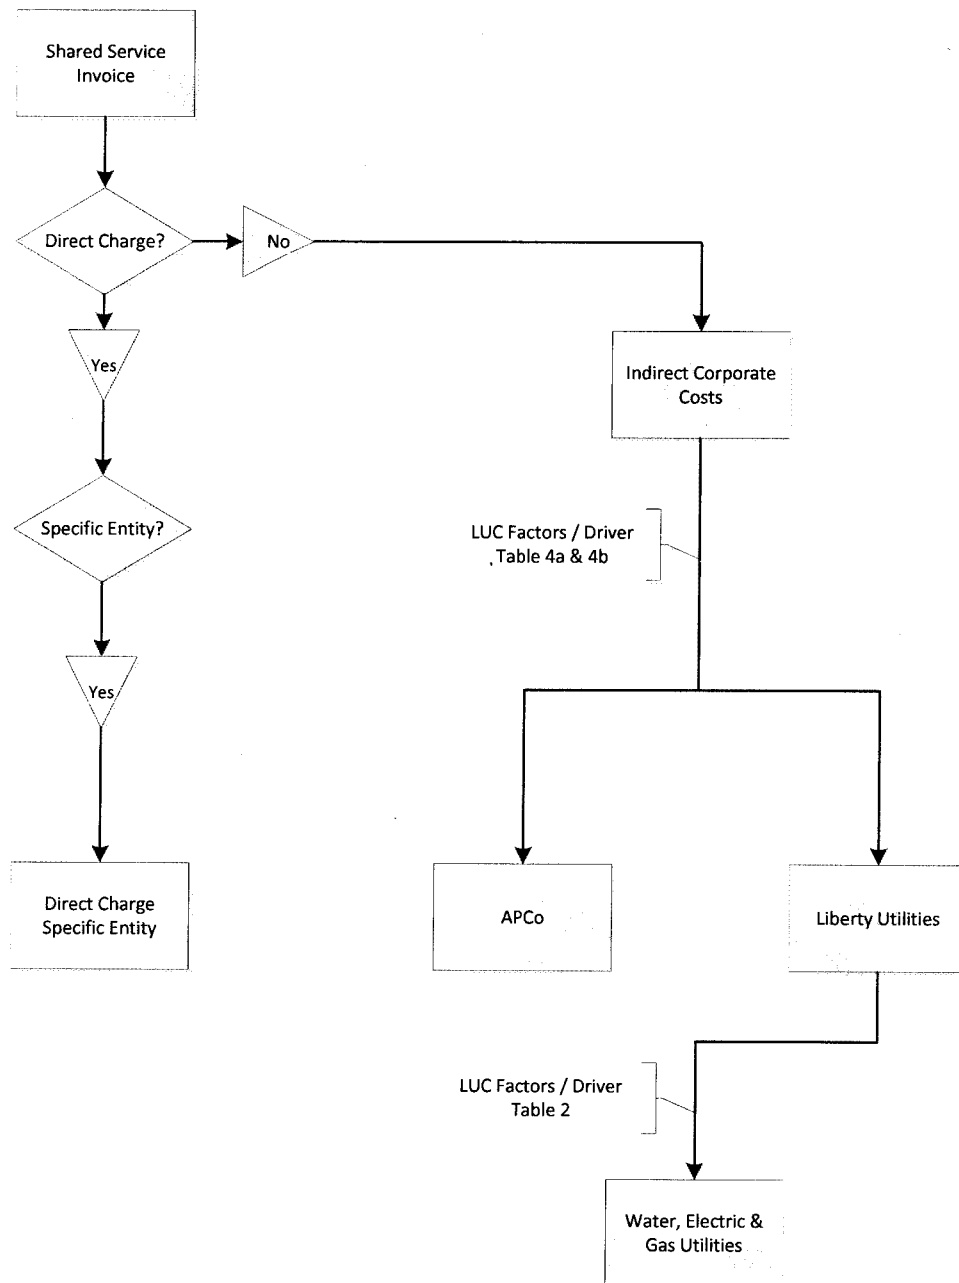 Shared Service
Invoice
Direct Charge?
No
Yes
Indirect Corporate
Costs
Specific Entity?
LUC Factors / Driver
Table 4a & 4b
Yes
Direct Charge
Specific Entity
APCo
Liberty Utilities
LUC Factors / Driver
Table 2
Water, Electric &
Gas Utilities